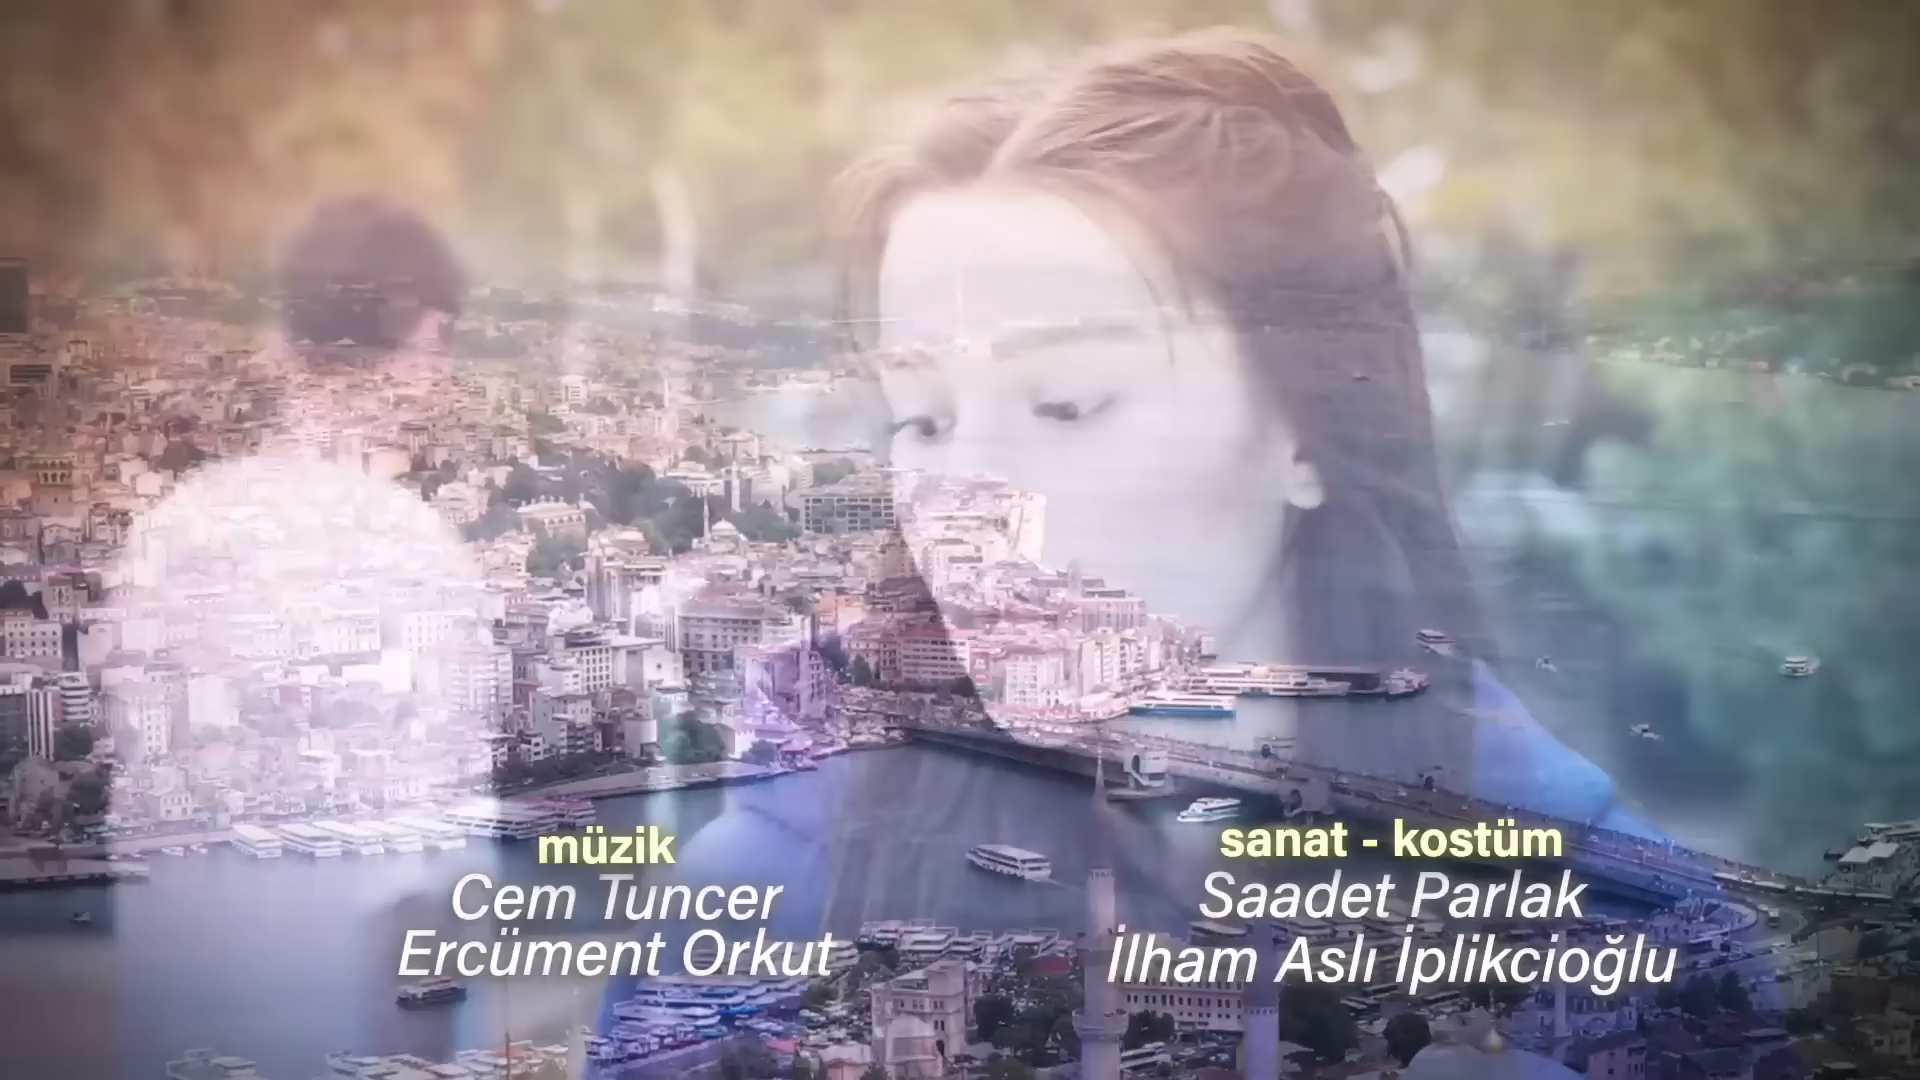 müzik
Cem Tuncer
Ercüment Orkut
sanat - kostüm
Saadet Parlak
İlham Aslı İplikcioğlu